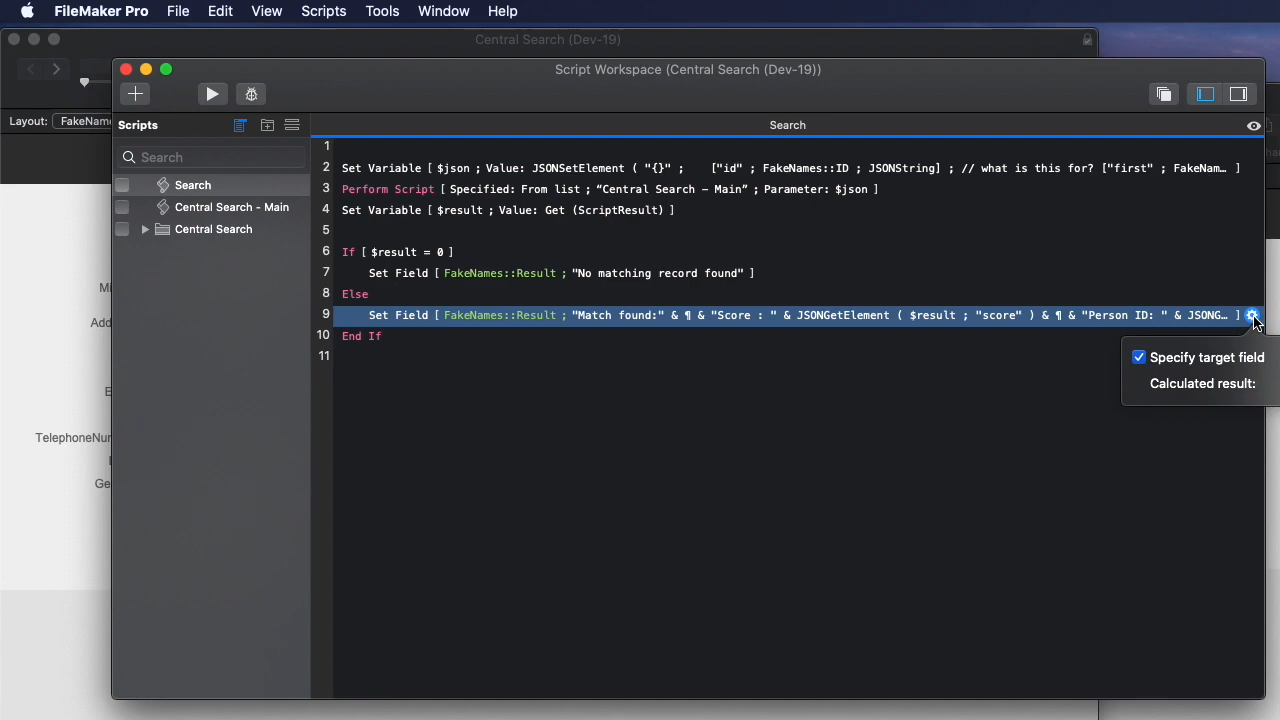 FileMaker Pro File Edit View Scripts Tools Window Help
Central Search (Dev-19)
Script Workspace (Central Search (Dev-19))
Layout: FakeName
Scripts
Search
Search
Search
Central Search - Main
Central Search
1
2 Set Variable [ $json ; Value: JSONSetElement ( "{}" ; ["id" ; FakeNames::ID ; JSONString] ; // what is this for? ["first" ; FakeNam… ]
3 Perform Script [ Specified: From list ; “Central Search – Main” ; Parameter: $json ]
4 Set Variable [ $result ; Value: Get (ScriptResult) ]
5
6 If [ $result = 0 ]
7 Set Field [ FakeNames::Result ; "No matching record found" ]
8 Else
9 Set Field [ FakeNames::Result ; "Match found:" & ¶ & "Score : " & JSONGetElement ( $result ; "score" ) & ¶ & "Person ID: " & JSONG… ]
10 End If
11
Specify target field
Calculated result:
Mi
Add
E
TelephoneNur
Ge